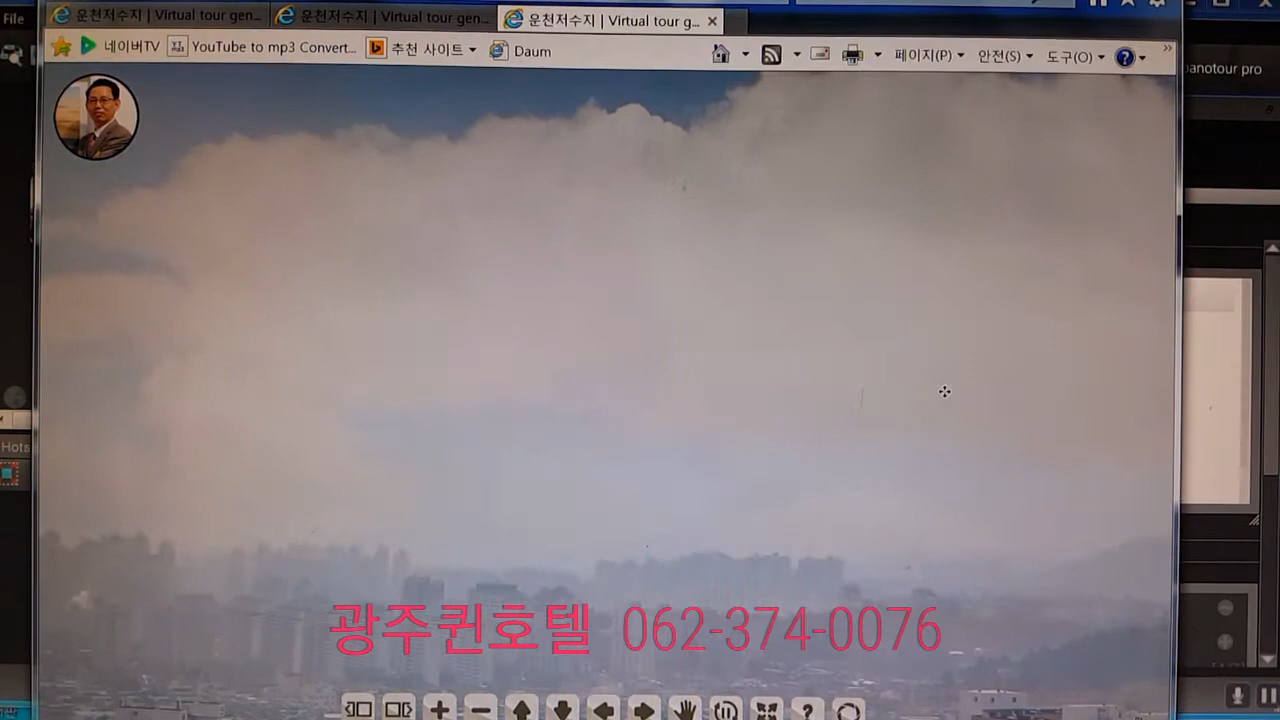 File
운천저수지 | Virtual tour gen...
운천저수지 | Virtual tour gen...
운천저수지 | Virtual tour g...
네이버TV
YouTube to mp3 Convert...
추천 사이트
Daum
페이지(P)
안전(S)
도구(O)
anotour pro
Hots
광주퀸호텔 062-374-0076